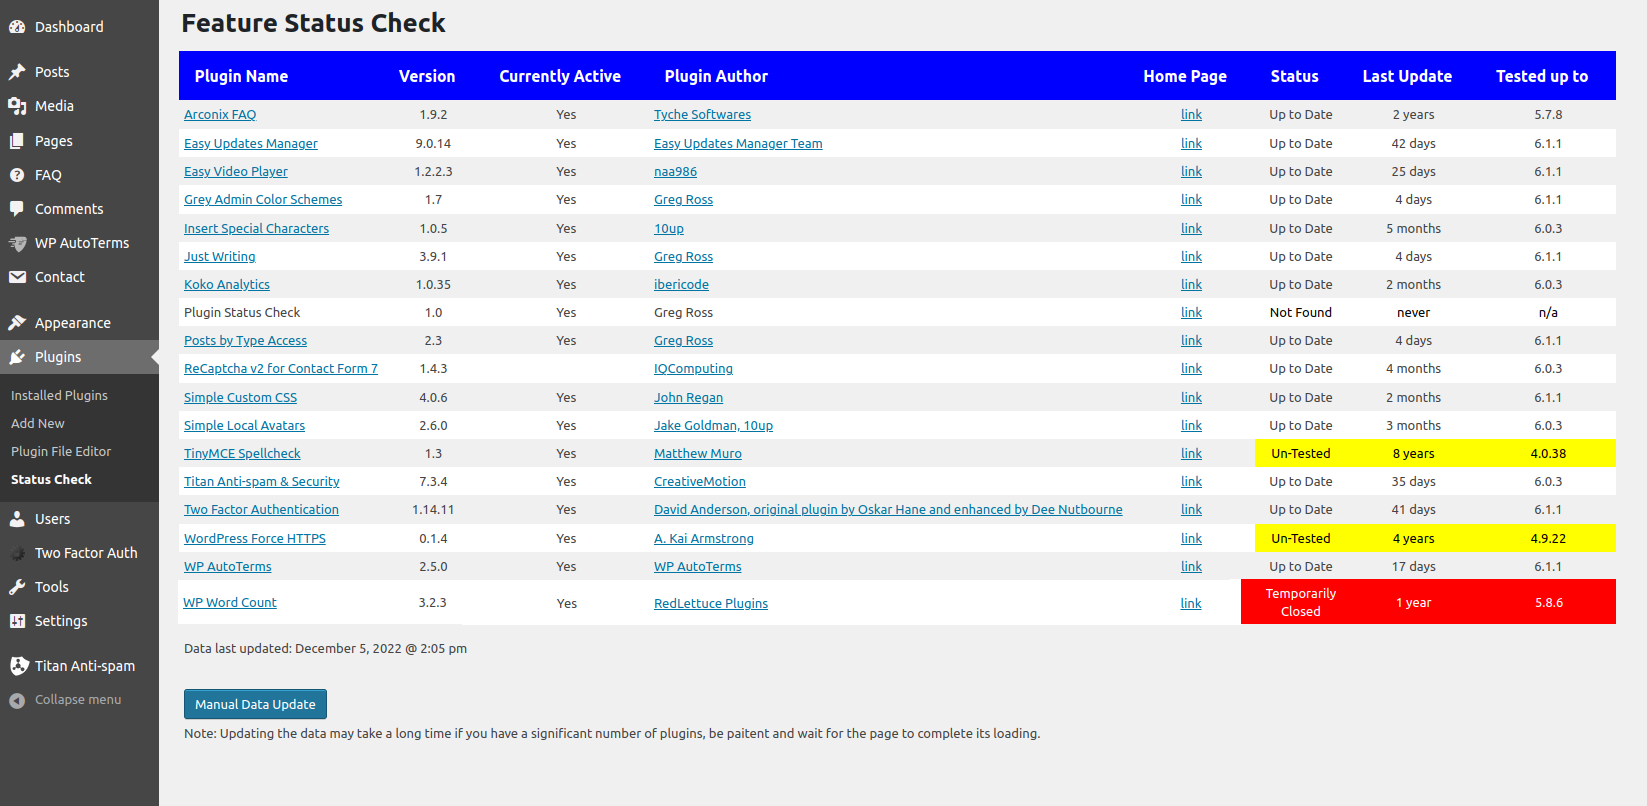 Dashboard
Posts
Media
Pages
FAQ
Comments
WP AutoTerms
Contact
Appearance
Plugins
Installed Plugins
Add New
Plugin File Editor
Status Check
Users
Two Factor Auth
Tools
Settings
Titan Anti-spam
Collapse menu
Feature Status Check
Plugin Name Version Currently Active Plugin Author Home Page Status Last Update Tested up to
Arconix FAQ 1.9.2 Yes Tyche Softwares link Up to Date 2 years 5.7.8
Easy Updates Manager 9.0.14 Yes Easy Updates Manager Team link Up to Date 42 days 6.1.1
Easy Video Player 1.2.2.3 Yes naa986 link Up to Date 25 days 6.1.1
Grey Admin Color Schemes 1.7 Yes Greg Ross link Up to Date 4 days 6.1.1
Insert Special Characters 1.0.5 Yes 10up link Up to Date 5 months 6.0.3
Just Writing 3.9.1 Yes Greg Ross link Up to Date 4 days 6.1.1
Koko Analytics 1.0.35 Yes ibericode link Up to Date 2 months 6.0.3
Plugin Status Check 1.0 Yes Greg Ross link Not Found never n/a
Posts by Type Access 2.3 Yes Greg Ross link Up to Date 4 days 6.1.1
ReCaptcha v2 for Contact Form 7 1.4.3 IQComputing link Up to Date 4 months 6.0.3
Simple Custom CSS 4.0.6 Yes John Regan link Up to Date 2 months 6.1.1
Simple Local Avatars 2.6.0 Yes Jake Goldman, 10up link Up to Date 3 months 6.0.3
TinyMCE Spellcheck 1.3 Yes Matthew Muro link Un-Tested 8 years 4.0.38
Titan Anti-spam & Security 7.3.4 Yes CreativeMotion link Up to Date 35 days 6.0.3
Two Factor Authentication 1.14.11 Yes David Anderson, original plugin by Oskar Hane and enhanced by Dee Nutbourne link Up to Date 41 days 6.1.1
WordPress Force HTTPS 0.1.4 Yes A. Kai Armstrong link Un-Tested 4 years 4.9.22
WP AutoTerms 2.5.0 Yes WP AutoTerms link Up to Date 17 days 6.1.1
WP Word Count 3.2.3 Yes RedLettuce Plugins link Temporarily Closed 1 year 5.8.6
Data last updated: December 5, 2022 @ 2:05 pm
Manual Data Update
Note: Updating the data may take a long time if you have a significant number of plugins, be paitent and wait for the page to complete its loading.